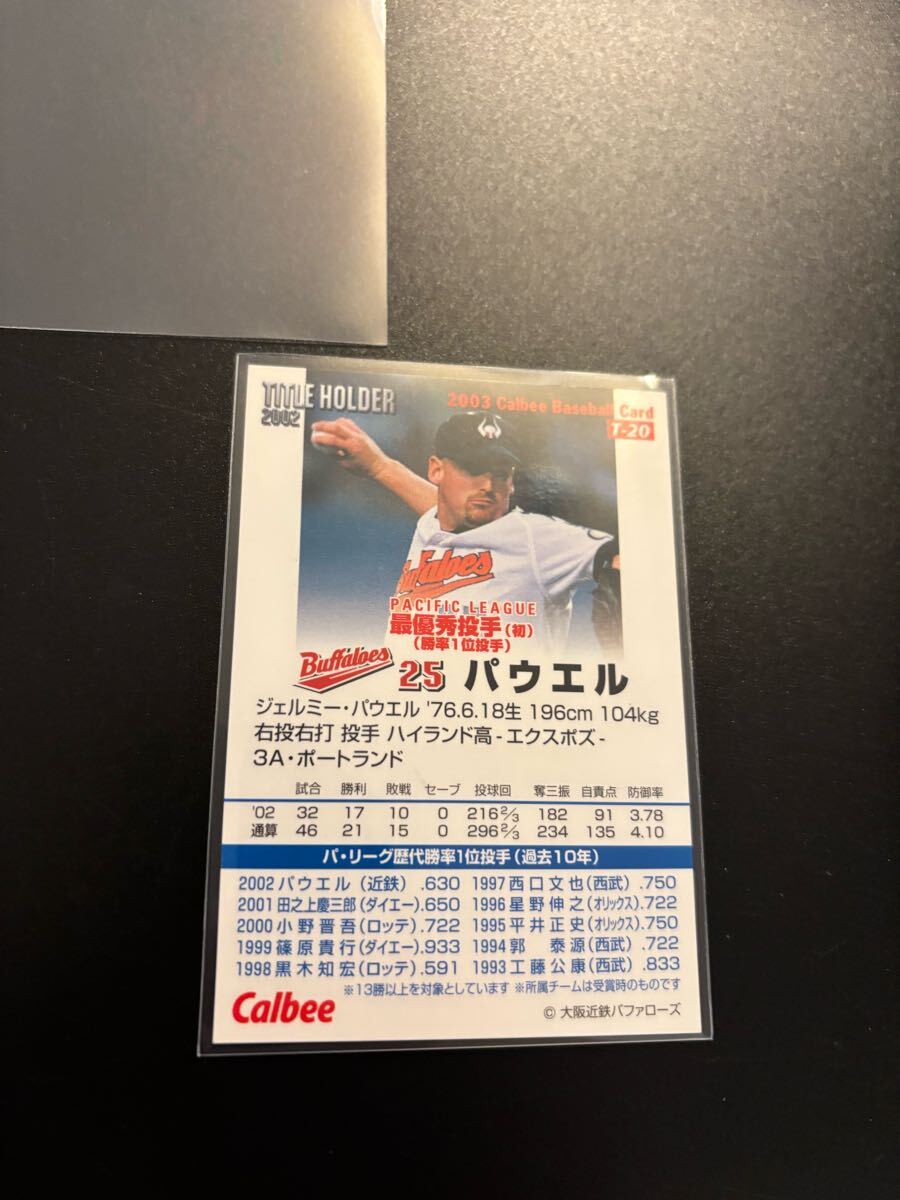 TITLE HOLDER
2002
2003 Calbee Baseball Card
T-20
Buffaloes
PACIFIC LEAGUE
最優秀投手(初)
(勝率1位投手)
Buffaloes 25 パウエル
ジェルミー・パウエル '76.6.18生 196cm 104kg
右投右打 投手 ハイランド高-エクスポズ-
3A・ポートランド
試合 勝利 敗戦 セーブ 投球回 奪三振 自責点 防御率
'02 32 17 10 0 216 2/3 182 91 3.78
通算 46 21 15 0 296 2/3 234 135 4.10
パ・リーグ歴代勝率1位投手(過去10年)
2002 パウエル(近鉄).630 1997 西口文也(西武).750
2001 田之上慶三郎(ダイエー).650 1996 星野伸之(オリックス).722
2000 小野晋吾(ロッテ).722 1995 平井正史(オリックス).750
1999 篠原貴行(ダイエー).933 1994 郭 泰源(西武).722
1998 黒木知宏(ロッテ).591 1993 工藤公康(西武).833
※13勝以上を対象としています ※所属チームは受賞時のものです
Calbee
© 大阪近鉄バファローズ